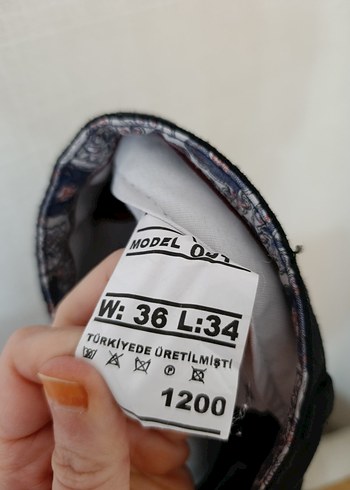 MODEL
W: 36 L:34
TÜRKİYEDE ÜRETİLMİŞTİ
1200